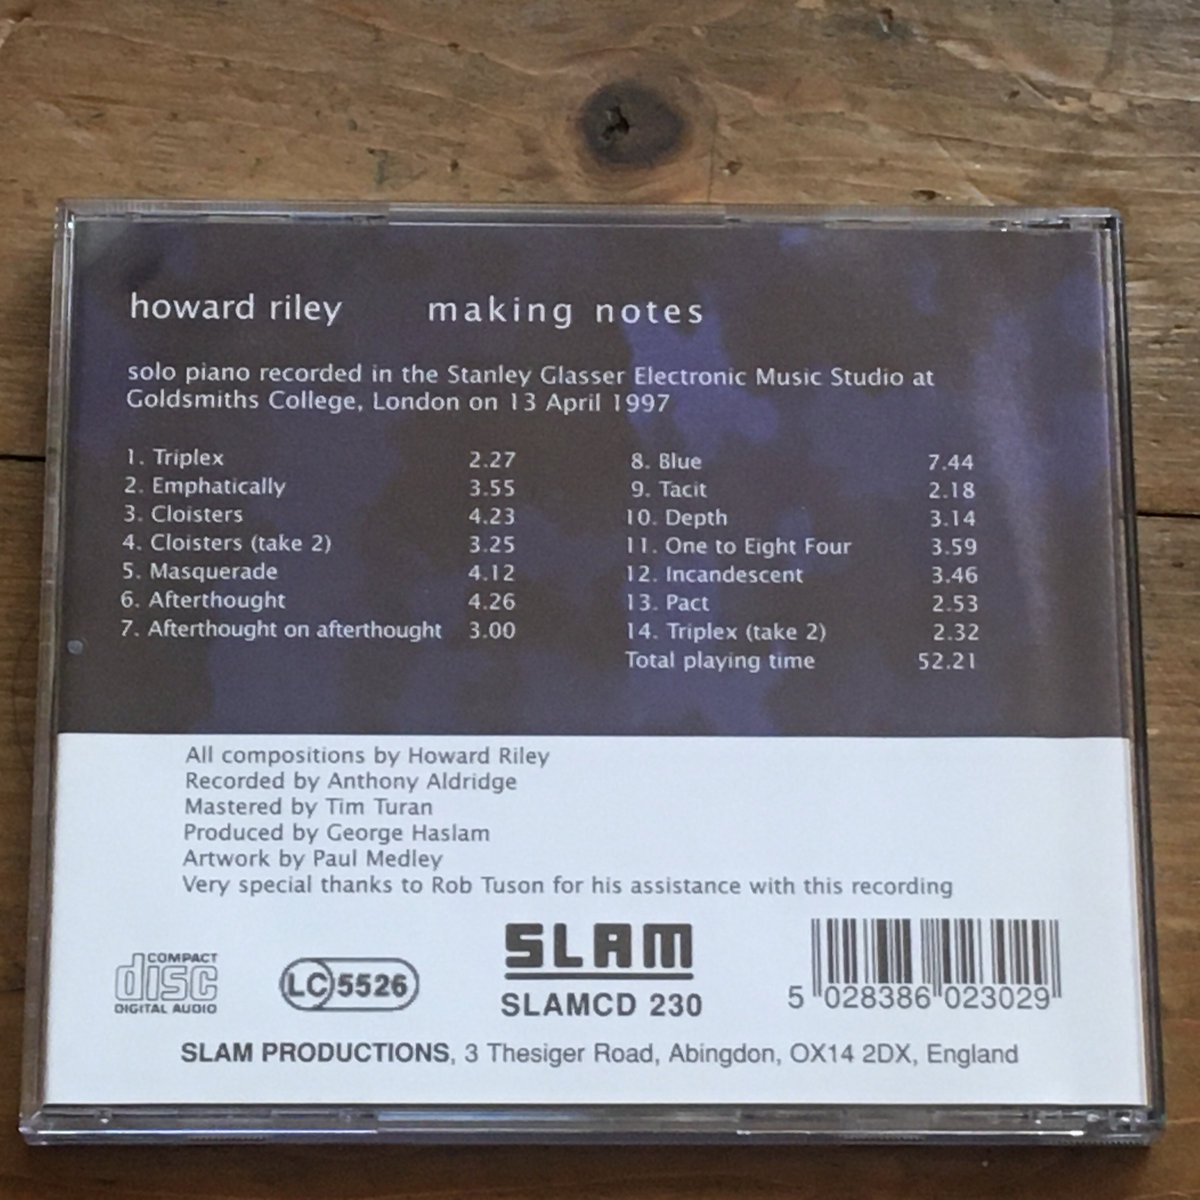 howard riley making notes
solo piano recorded in the Stanley Glasser Electronic Music Studio at
Goldsmiths College, London on 13 April 1997
1. Triplex 2.27
2. Emphatically 3.55
3. Cloisters 4.23
4. Cloisters (take 2) 3.25
5. Masquerade 4.12
6. Afterthought 4.26
7. Afterthought on afterthought 3.00
8. Blue 7.44
9. Tacit 2.18
10. Depth 3.14
11. One to Eight Four 3.59
12. Incandescent 3.46
13. Pact 2.53
14. Triplex (take 2) 2.32
Total playing time 52.21
All compositions by Howard Riley
Recorded by Anthony Aldridge
Mastered by Tim Turan
Produced by George Haslam
Artwork by Paul Medley
Very special thanks to Rob Tuson for his assistance with this recording
COMPACT
disc
DIGITAL AUDIO
LC 5526
SLAM
SLAMCD 230
5 028386 023029
SLAM PRODUCTIONS, 3 Thesiger Road, Abingdon, OX14 2DX, England